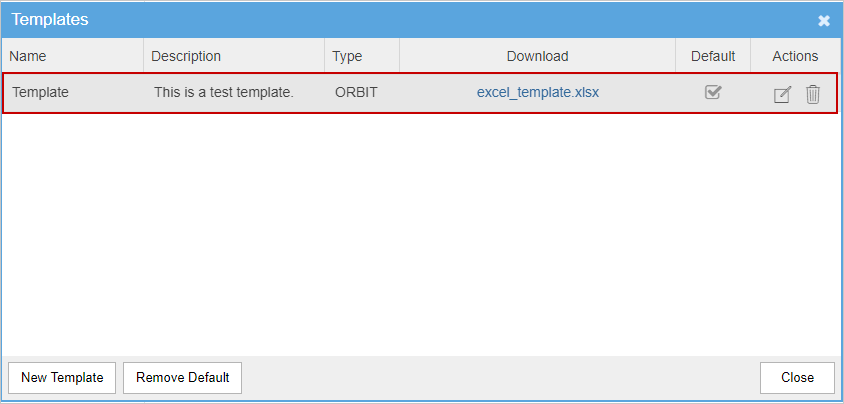 Templates
Name Description Type Download Default Actions
Template This is a test template. ORBIT excel_template.xlsx
New Template Remove Default Close